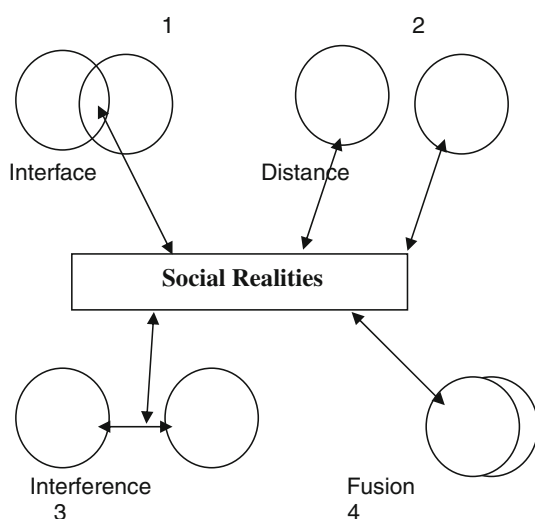 1
2
Interface
Distance
Social Realities
Interference
3
Fusion
4